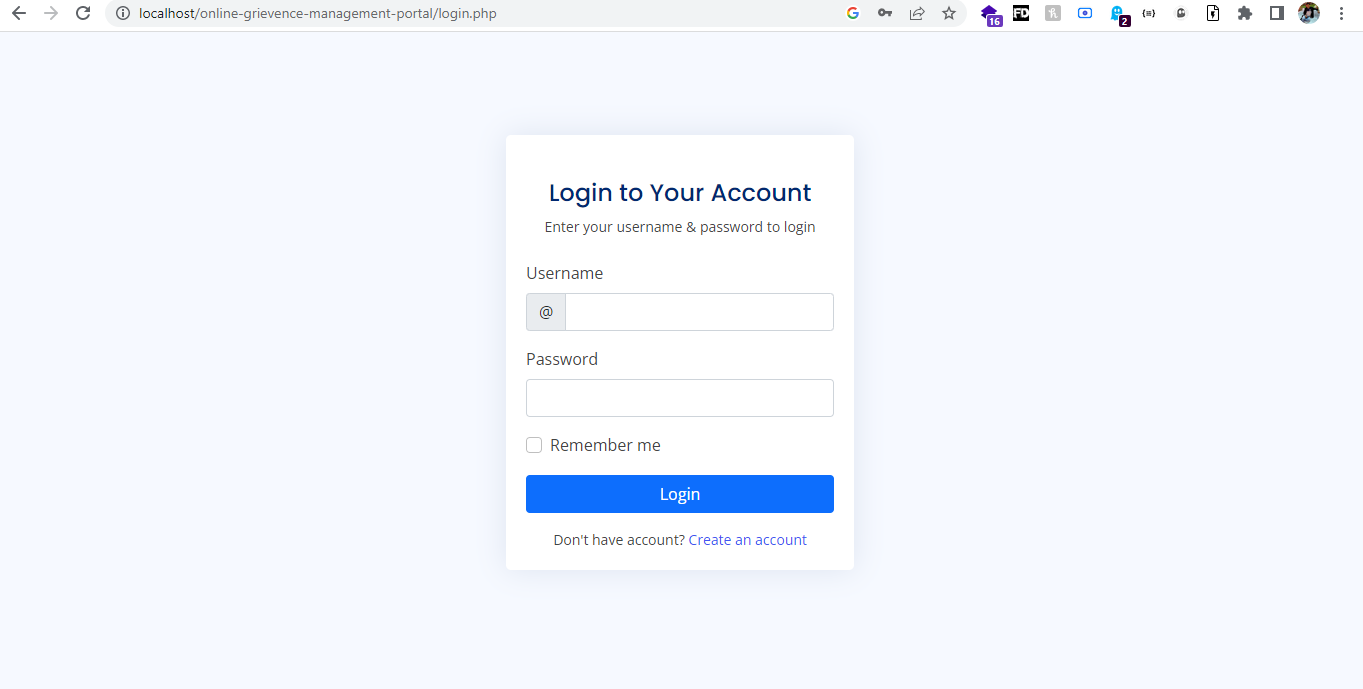 localhost/online-grievence-management-portal/login.php
16
FD
2
Login to Your Account
Enter your username & password to login
Username
@
Password
Remember me
Login
Don't have account? Create an account